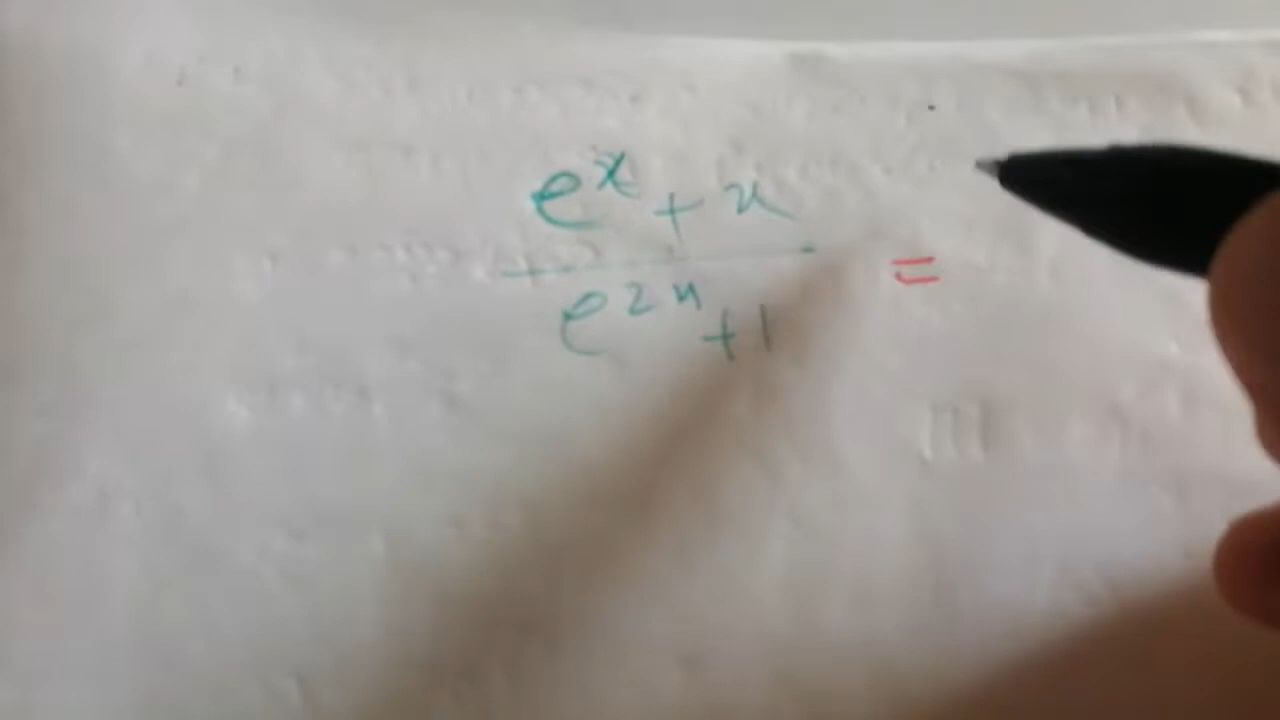 e^x + x
e^2x + 1
=